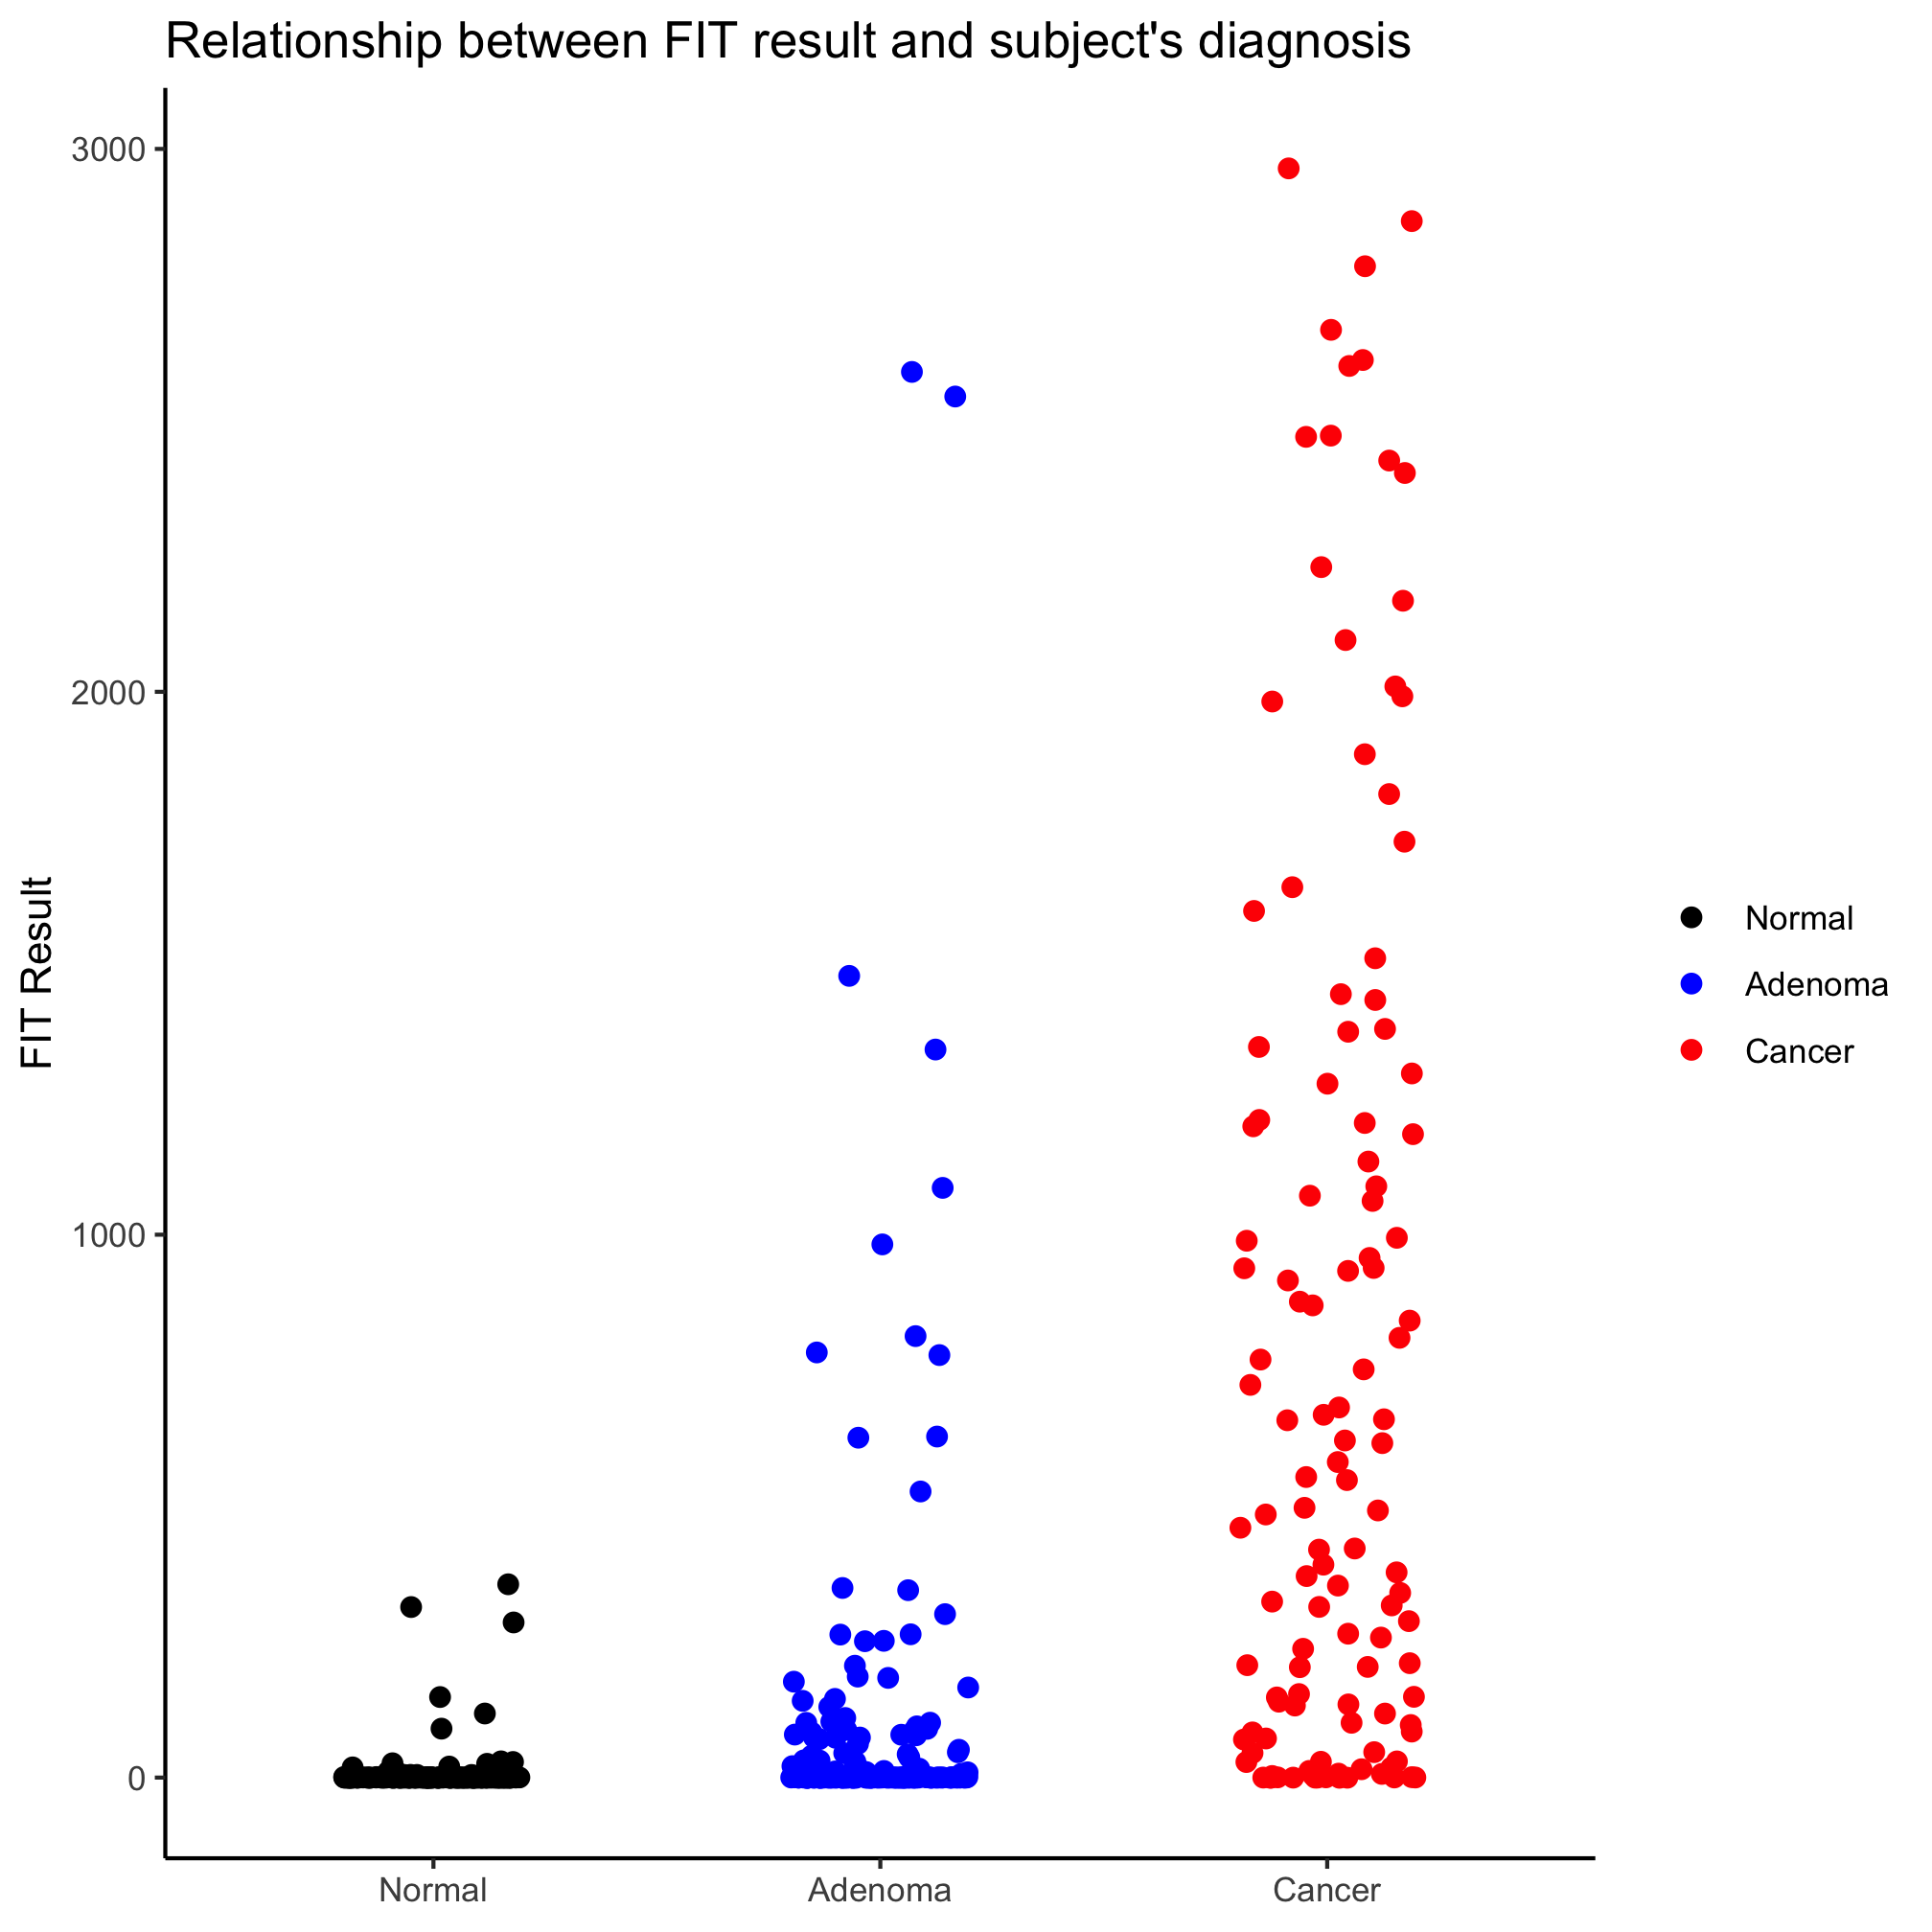 Relationship between FIT result and subject's diagnosis
3000
2000
1000
0
FIT Result
Normal
Adenoma
Cancer
Normal
Adenoma
Cancer